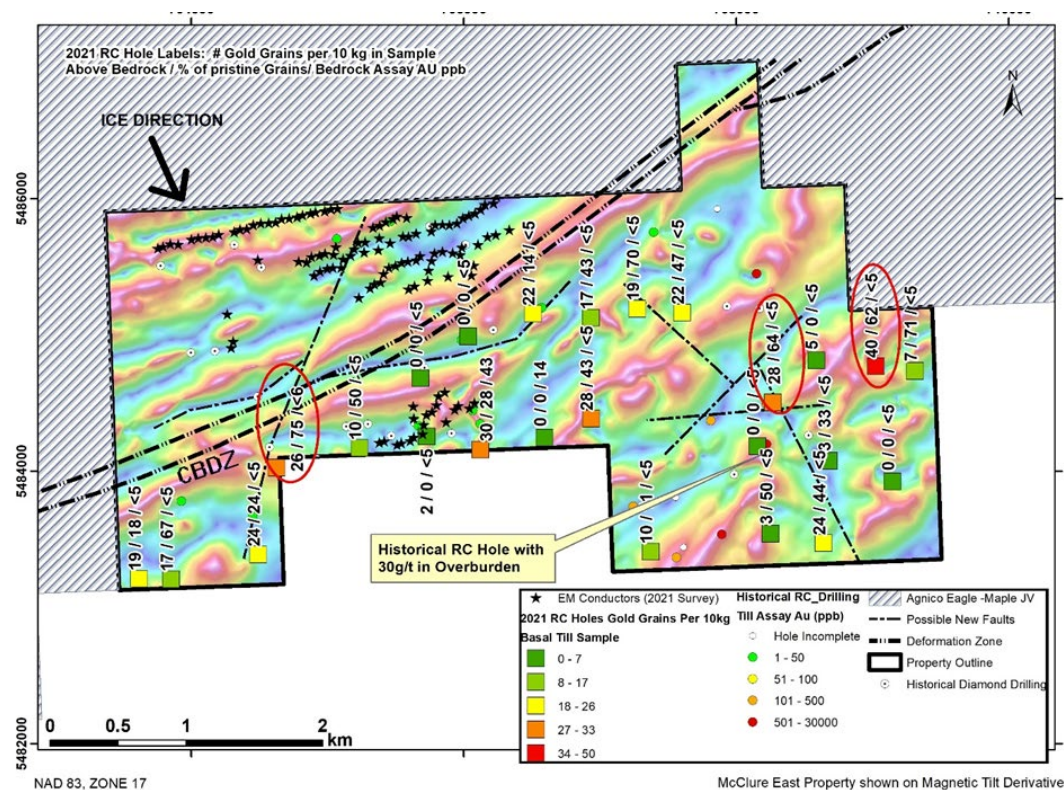 2021 RC Hole Labels: # Gold Grains per 10 kg in Sample
Above Bedrock / % of pristine Grains/ Bedrock Assay AU ppb
ICE DIRECTION
N
5486000
5484000
5482000
CBDZ
19 / 18 / <5
17 / 67 / <5
24 / 24 / <5
26 / 75 / <6
10 / 50 / <5
0 / 0 / <5
0 / 0 / <5
2 / 0 / <5
30 / 28 / 43
0 / 0 / 14
22 / 14 / <5
17 / 43 / <5
28 / 43 / <5
19 / 70 / <5
22 / 47 / <5
28 / 64 / <5
5 / 0 / <5
40 / 62 / <5
7 / 71 / <5
0 / 0 / <5
/ 33 / <5
0 / 0 / <5
10 / 1 / <5
3 / 50 / <5
24 / 44 / <5
Historical RC Hole with
30g/t in Overburden
EM Conductors (2021 Survey)
2021 RC Holes Gold Grains Per 10kg
Basal Till Sample
0 - 7
8 - 17
18 - 26
27 - 33
34 - 50
Historical RC_Drilling
Till Assay Au (ppb)
Hole Incomplete
1 - 50
51 - 100
101 - 500
501 - 30000
Agnico Eagle -Maple JV
Possible New Faults
Deformation Zone
Property Outline
Historical Diamond Drilling
0 0.5 1 2
km
NAD 83, ZONE 17
McClure East Property shown on Magnetic Tilt Derivative